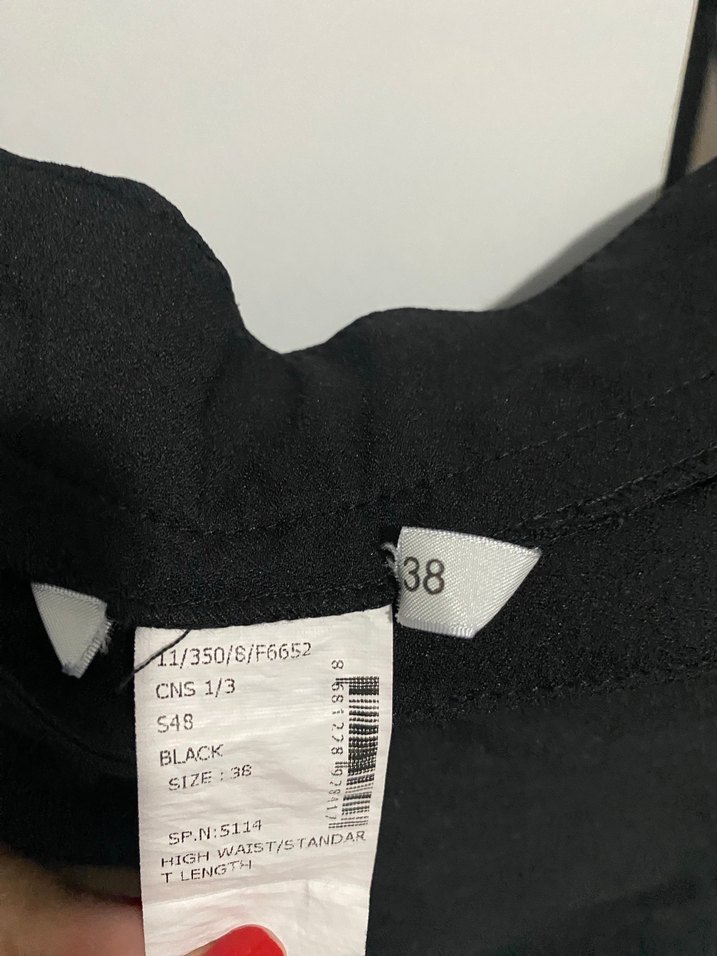 38
11/350/8/F6652
CNS 1/3
S48
BLACK
SIZE : 38
SP.N:5114
HIGH WAIST/STANDAR
T LENGTH